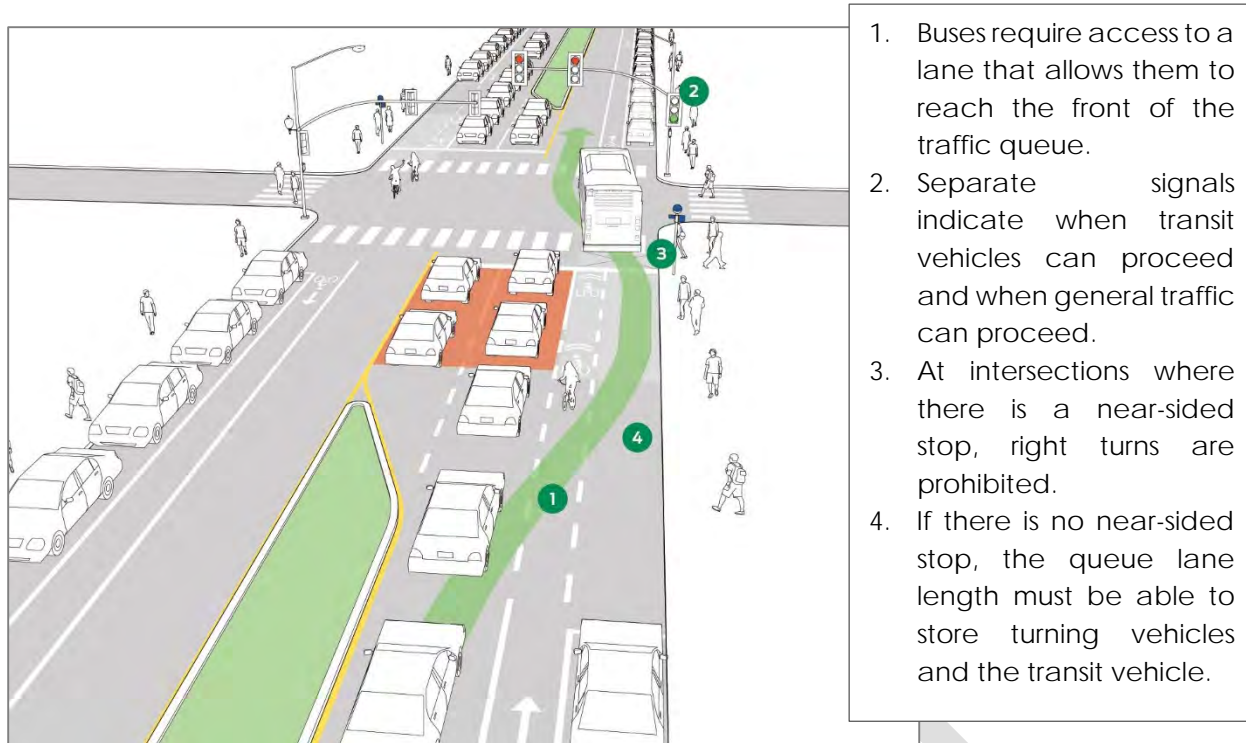 1. Buses require access to a
lane that allows them to
reach the front of the
traffic queue.
2. Separate signals
indicate when transit
vehicles can proceed
and when general traffic
can proceed.
3. At intersections where
there is a near-sided
stop, right turns are
prohibited.
4. If there is no near-sided
stop, the queue lane
length must be able to
store turning vehicles
and the transit vehicle.
2
3
4
1